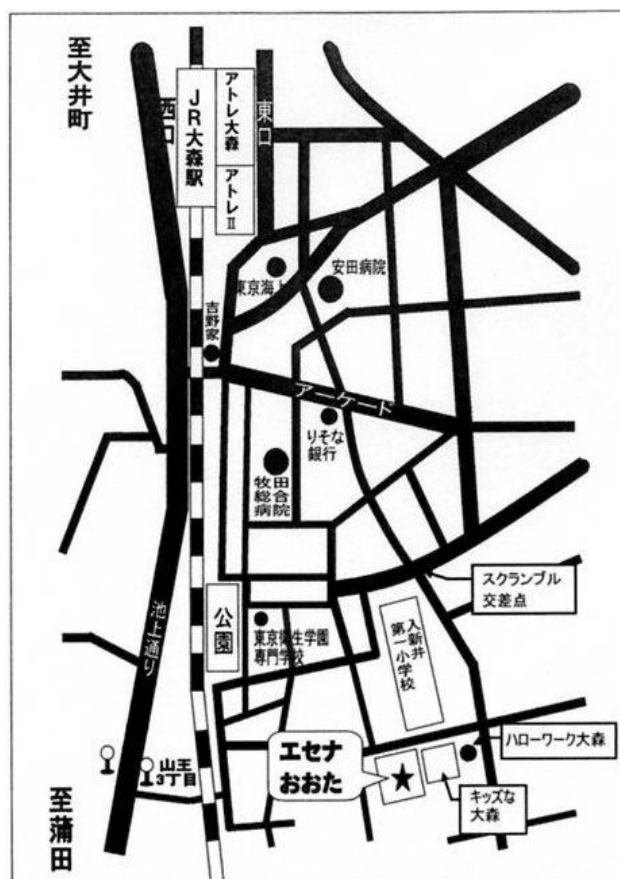 至大井町
西口
JR大森駅
アトレ大森
アトレⅡ
東口
東京海上
安田病院
吉野家
アーケード
りそな
銀行
牧田
総合
病院
スクランブル
交差点
池上通り
公園
東京衛生学園
専門学校
入新井
第一小学校
ハローワーク大森
エセナ
おおた
キッズな
大森
山王
3丁目
至蒲田